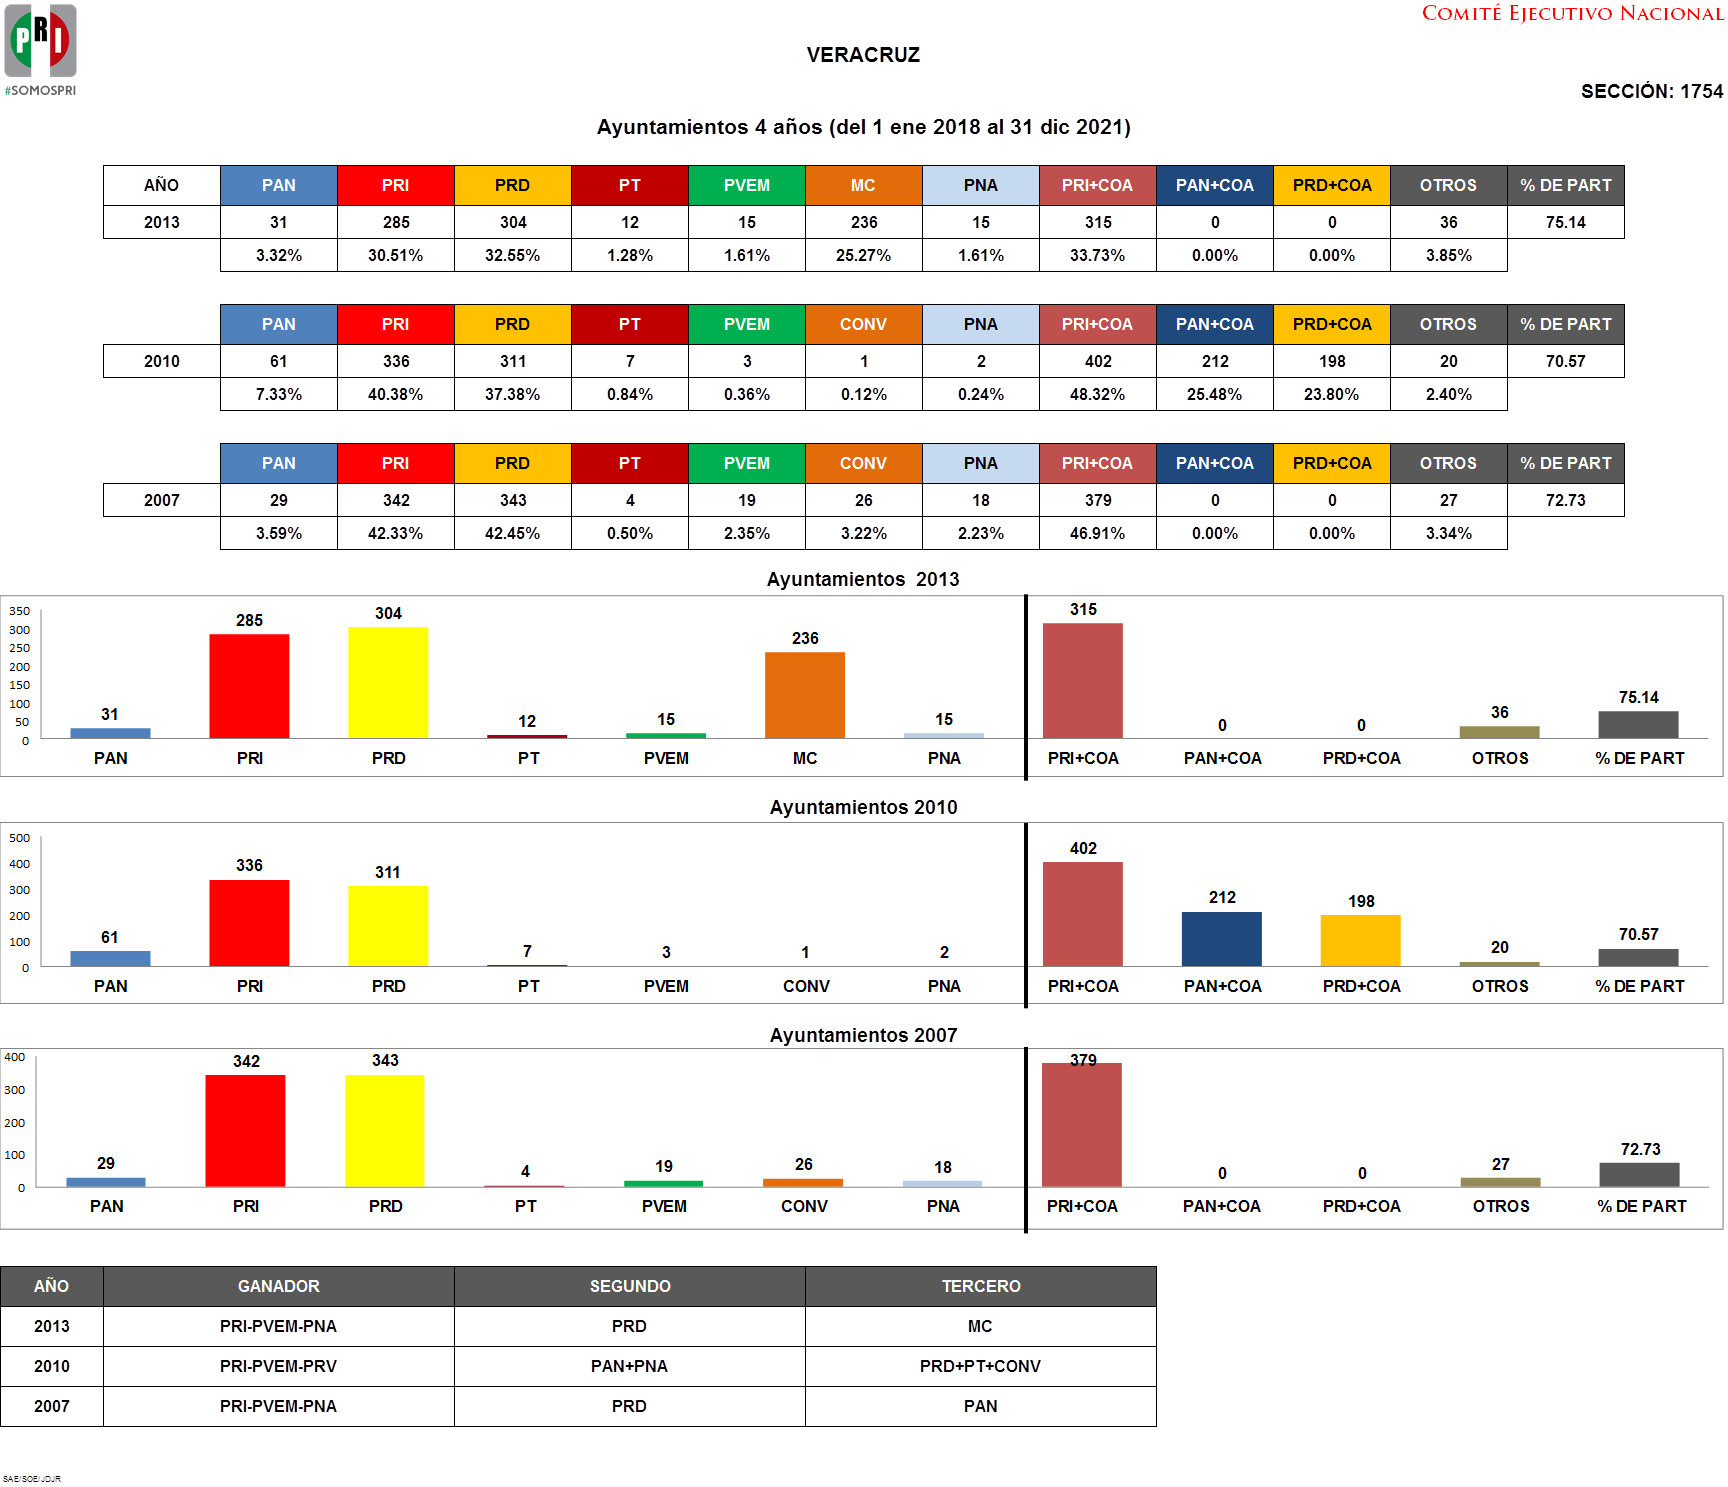 PRI
#SOMOSPRI
COMITÉ EJECUTIVO NACIONAL
VERACRUZ
SECCIÓN: 1754
Ayuntamientos 4 años (del 1 ene 2018 al 31 dic 2021)
AÑO PAN PRI PRD PT PVEM MC PNA PRI+COA PAN+COA PRD+COA OTROS % DE PART
2013 31 285 304 12 15 236 15 315 0 0 36 75.14
3.32% 30.51% 32.55% 1.28% 1.61% 25.27% 1.61% 33.73% 0.00% 0.00% 3.85%
PAN PRI PRD PT PVEM CONV PNA PRI+COA PAN+COA PRD+COA OTROS % DE PART
2010 61 336 311 7 3 1 2 402 212 198 20 70.57
7.33% 40.38% 37.38% 0.84% 0.36% 0.12% 0.24% 48.32% 25.48% 23.80% 2.40%
PAN PRI PRD PT PVEM CONV PNA PRI+COA PAN+COA PRD+COA OTROS % DE PART
2007 29 342 343 4 19 26 18 379 0 0 27 72.73
3.59% 42.33% 42.45% 0.50% 2.35% 3.22% 2.23% 46.91% 0.00% 0.00% 3.34%
Ayuntamientos 2013
350
300
250
200
150
100
50
0
31 285 304 12 15 236 15 315 0 0 36 75.14
PAN PRI PRD PT PVEM MC PNA PRI+COA PAN+COA PRD+COA OTROS % DE PART
Ayuntamientos 2010
500
400
300
200
100
0
61 336 311 7 3 1 2 402 212 198 20 70.57
PAN PRI PRD PT PVEM CONV PNA PRI+COA PAN+COA PRD+COA OTROS % DE PART
Ayuntamientos 2007
400
300
200
100
0
29 342 343 4 19 26 18 379 0 0 27 72.73
PAN PRI PRD PT PVEM CONV PNA PRI+COA PAN+COA PRD+COA OTROS % DE PART
AÑO GANADOR SEGUNDO TERCERO
2013 PRI-PVEM-PNA PRD MC
2010 PRI-PVEM-PRV PAN+PNA PRD+PT+CONV
2007 PRI-PVEM-PNA PRD PAN
SAE/SOE/JDJR